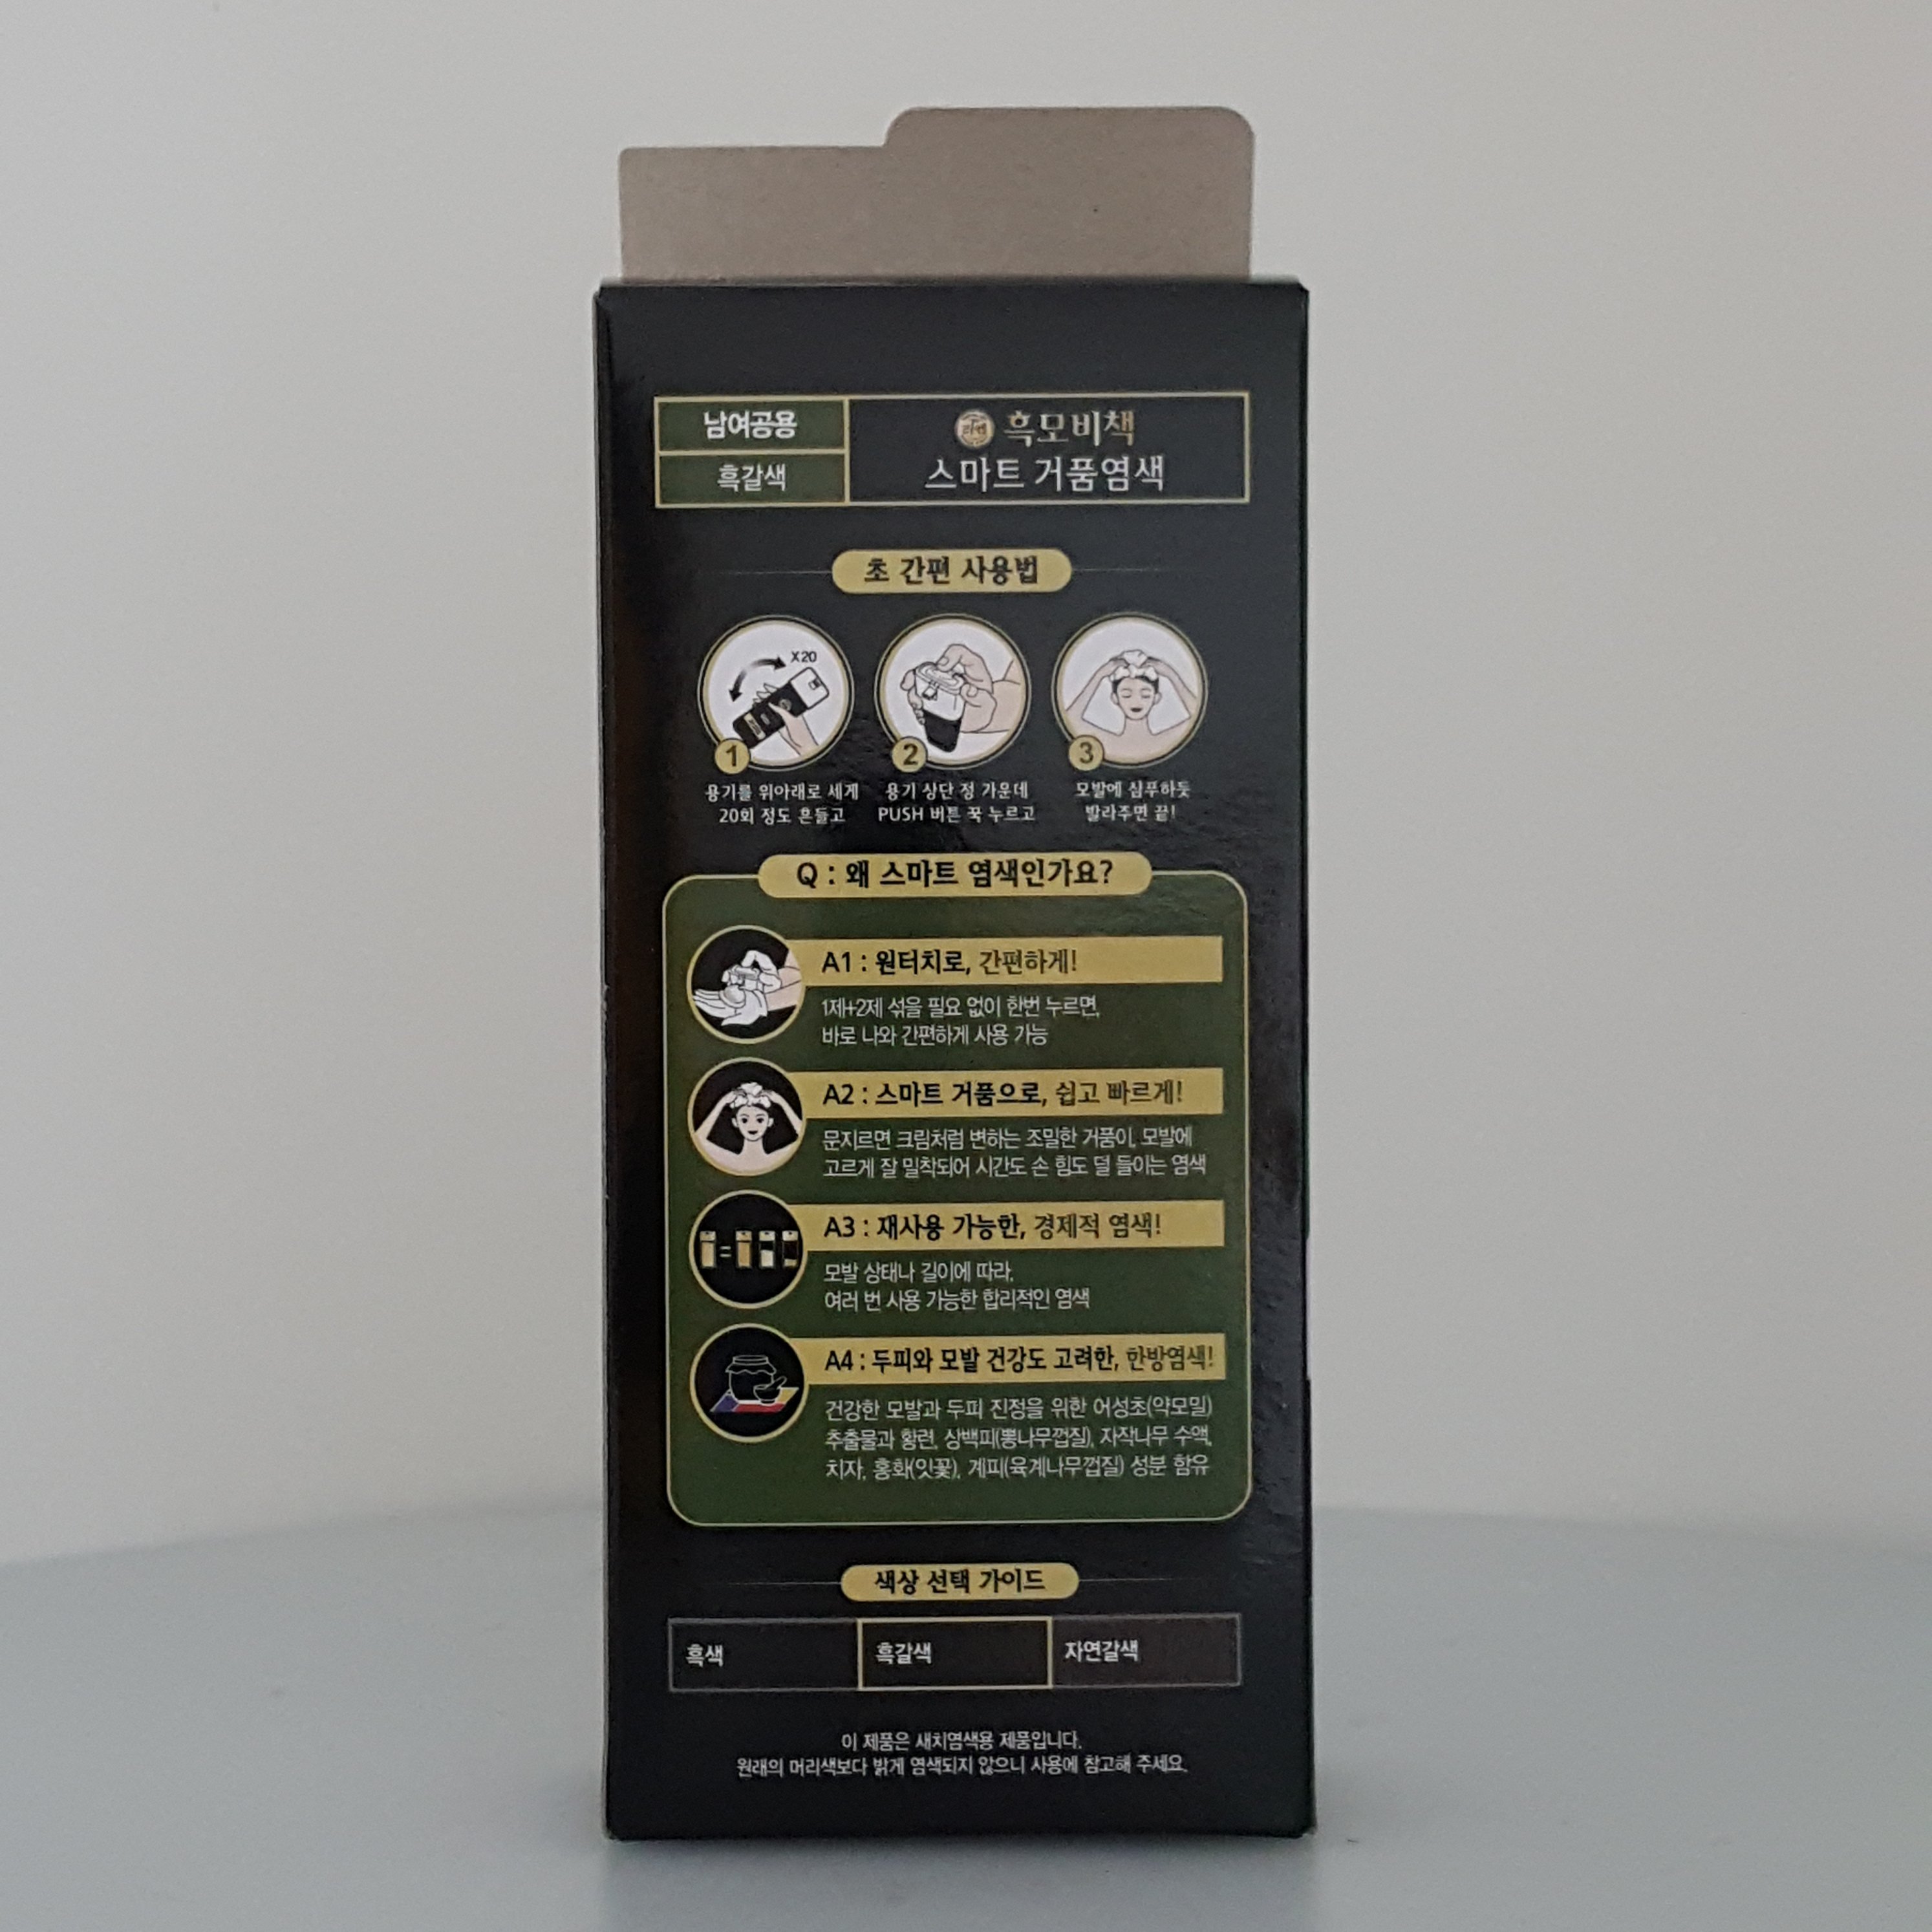 남여공용
흑갈색
리엔 흑모비책
스마트 거품염색
초 간편 사용법
X20
1
2
3
용기를 위아래로 세게
20회 정도 흔들고
용기 상단 정 가운데
PUSH 버튼 꾹 누르고
모발에 샴푸하듯
발라주면 끝!
Q : 왜 스마트 염색인가요?
A1 : 원터치로, 간편하게!
1제+2제 섞을 필요 없이 한번 누르면,
바로 나와 간편하게 사용 가능
A2 : 스마트 거품으로, 쉽고 빠르게!
문지르면 크림처럼 변하는 조밀한 거품이, 모발에
고르게 잘 밀착되어 시간도 손 힘도 덜 들이는 염색
A3 : 재사용 가능한, 경제적 염색!
모발 상태나 길이에 따라,
여러 번 사용 가능한 합리적인 염색
A4 : 두피와 모발 건강도 고려한, 한방염색!
건강한 모발과 두피 진정을 위한 어성초(약모밀)
추출물과 황련, 상백피(뽕나무껍질), 자작나무 수액,
치자, 홍화(잇꽃), 계피(육계나무껍질) 성분 함유
색상 선택 가이드
흑색
흑갈색
자연갈색
이 제품은 새치염색용 제품입니다.
원래의 머리색보다 밝게 염색되지 않으니 사용에 참고해 주세요.